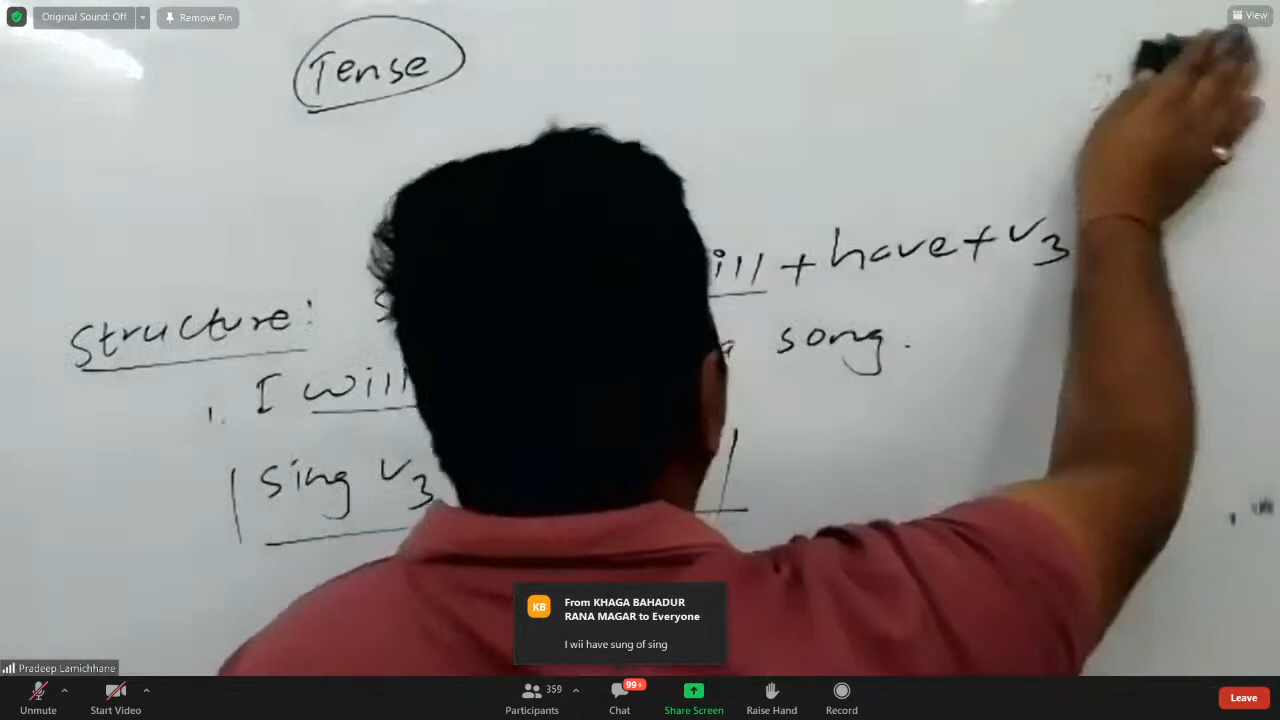 Original Sound: Off
Remove Pin
View
Tense
ill + have + v3
Structure: S
song.
1. I will
sing v3
From KHAGA BAHADUR
RANA MAGAR to Everyone
I wii have sung of sing
Pradeep Lamichhane
Unmute
Start Video
359
Participants
99+
Chat
Share Screen
Raise Hand
Record
Leave